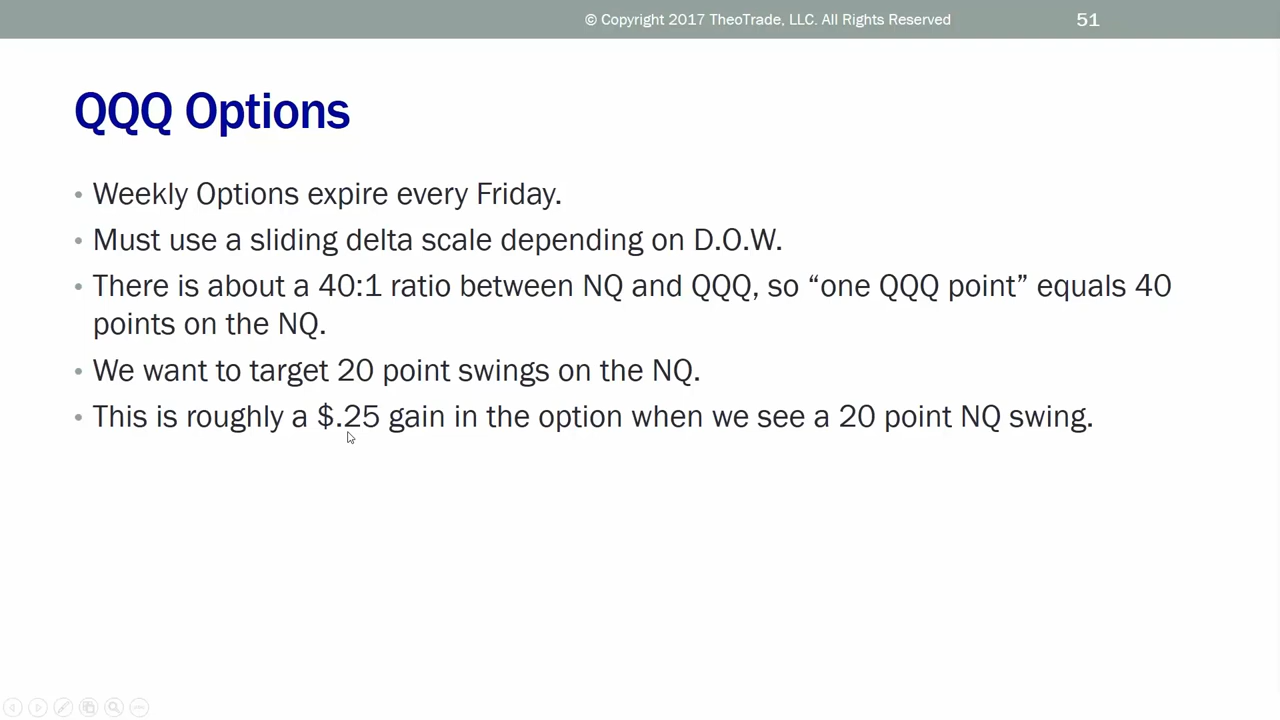 © Copyright 2017 TheoTrade, LLC. All Rights Reserved
51
QQQ Options
• Weekly Options expire every Friday.
• Must use a sliding delta scale depending on D.O.W.
• There is about a 40:1 ratio between NQ and QQQ, so “one QQQ point” equals 40
points on the NQ.
• We want to target 20 point swings on the NQ.
• This is roughly a $.25 gain in the option when we see a 20 point NQ swing.